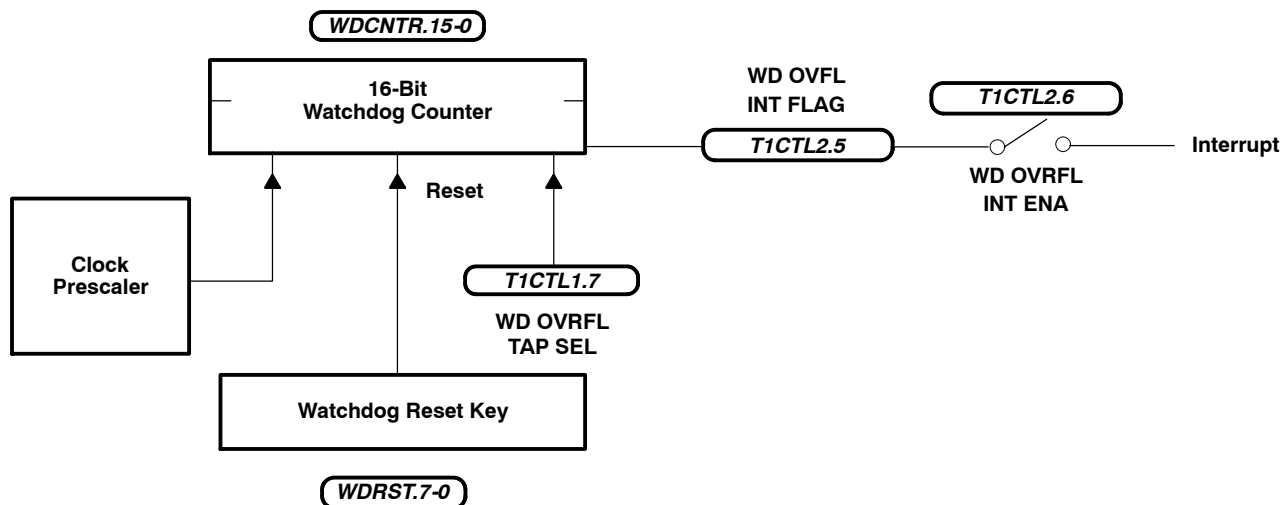 WDCNTR.15-0
16-Bit
Watchdog Counter
WD OVFL
INT FLAG
T1CTL2.6
T1CTL2.5
Interrupt
WD OVRFL
INT ENA
Reset
Clock
Prescaler
T1CTL1.7
WD OVRFL
TAP SEL
Watchdog Reset Key
WDRST.7-0